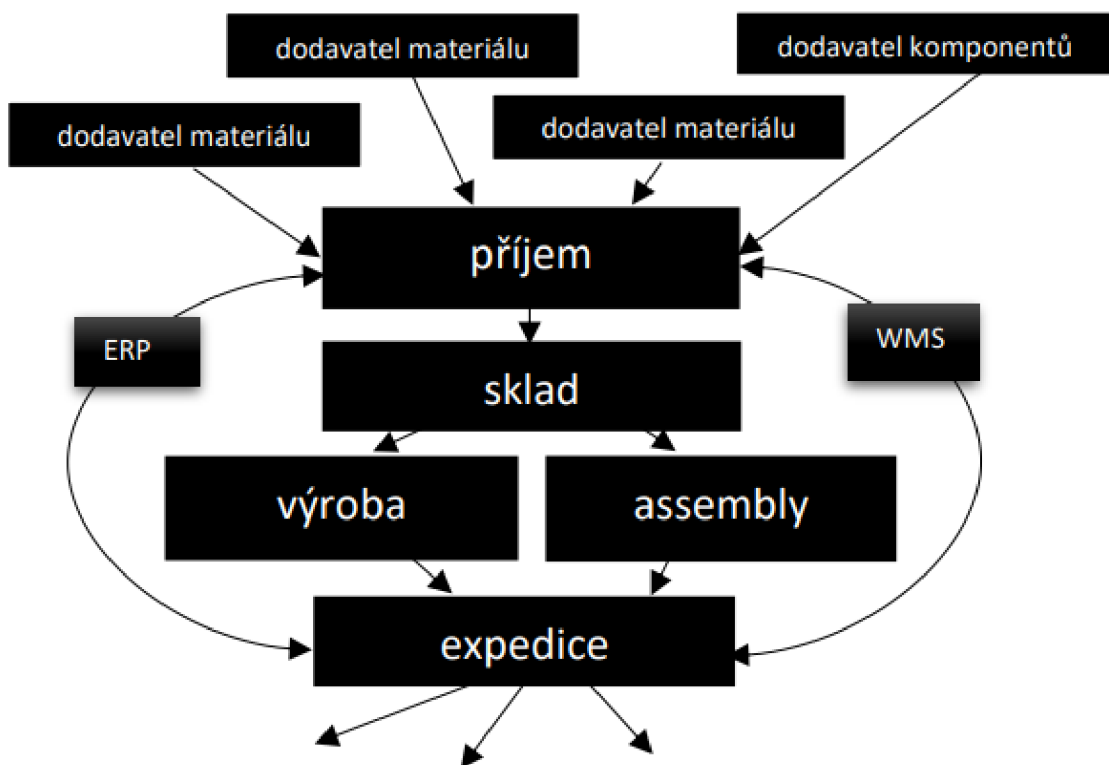 dodavatel materiálu
dodavatel komponentů
dodavatel materiálu
dodavatel materiálu
příjem
ERP
WMS
sklad
výroba
assembly
expedice